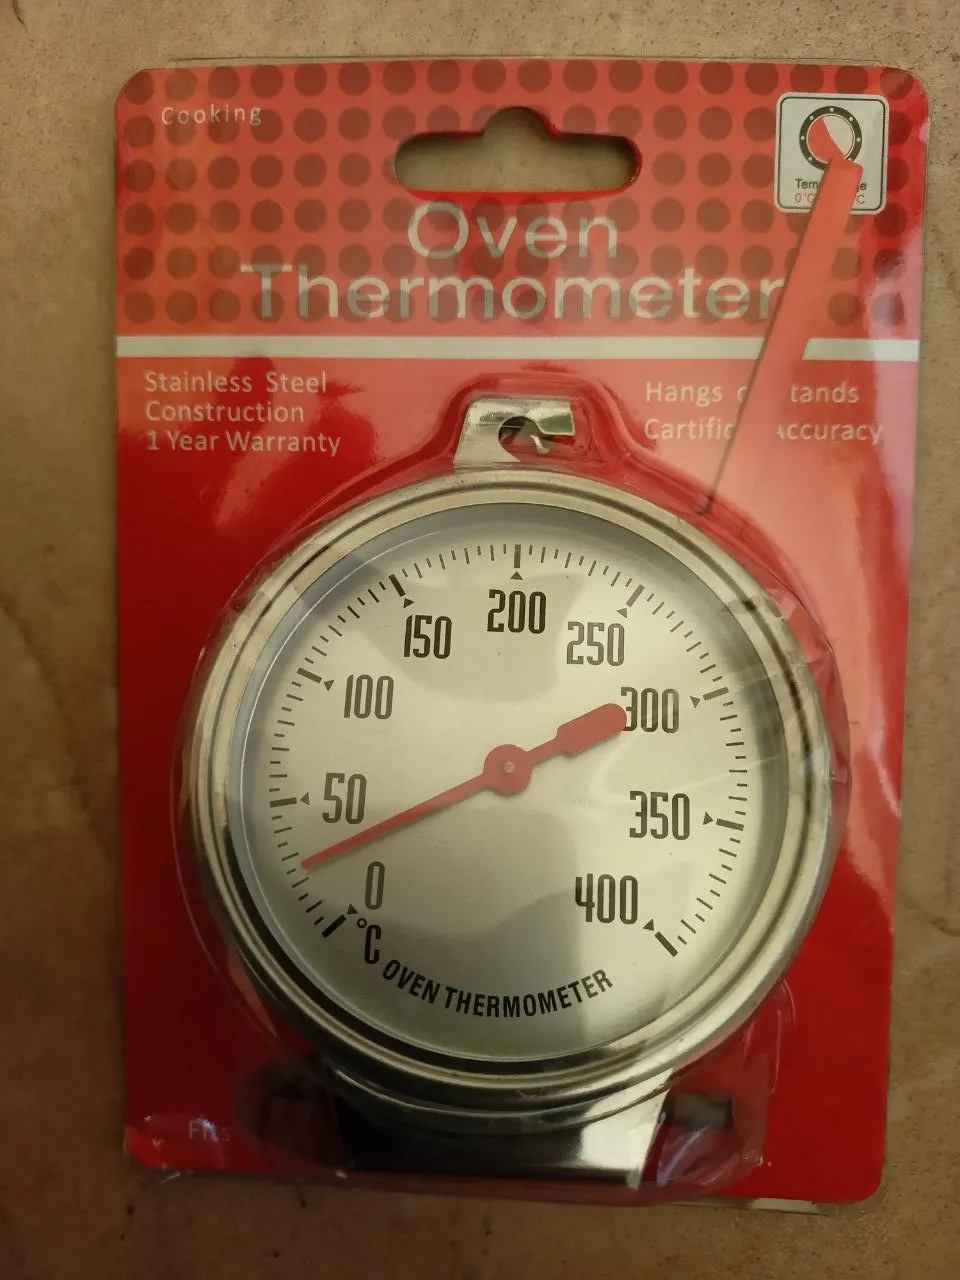 Cooking
Oven
Thermometer
0°C
Stainless Steel
Construction
1 Year Warranty
Hangs
Accuracy
200
150
250
100
300
50
350
0
400
°C
OVEN THERMOMETER